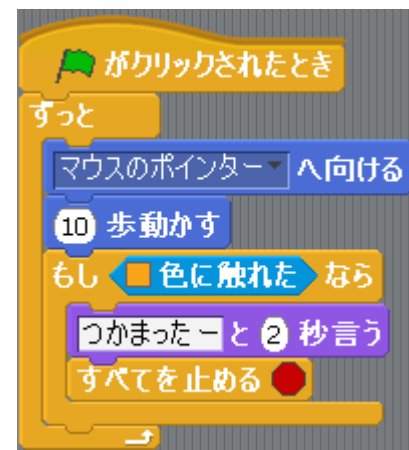 がクリックされたとき
ずっと
マウスのポインター へ向ける
10 歩動かす
もし 色に触れた なら
つかまったー と 2 秒言う
すべてを止める